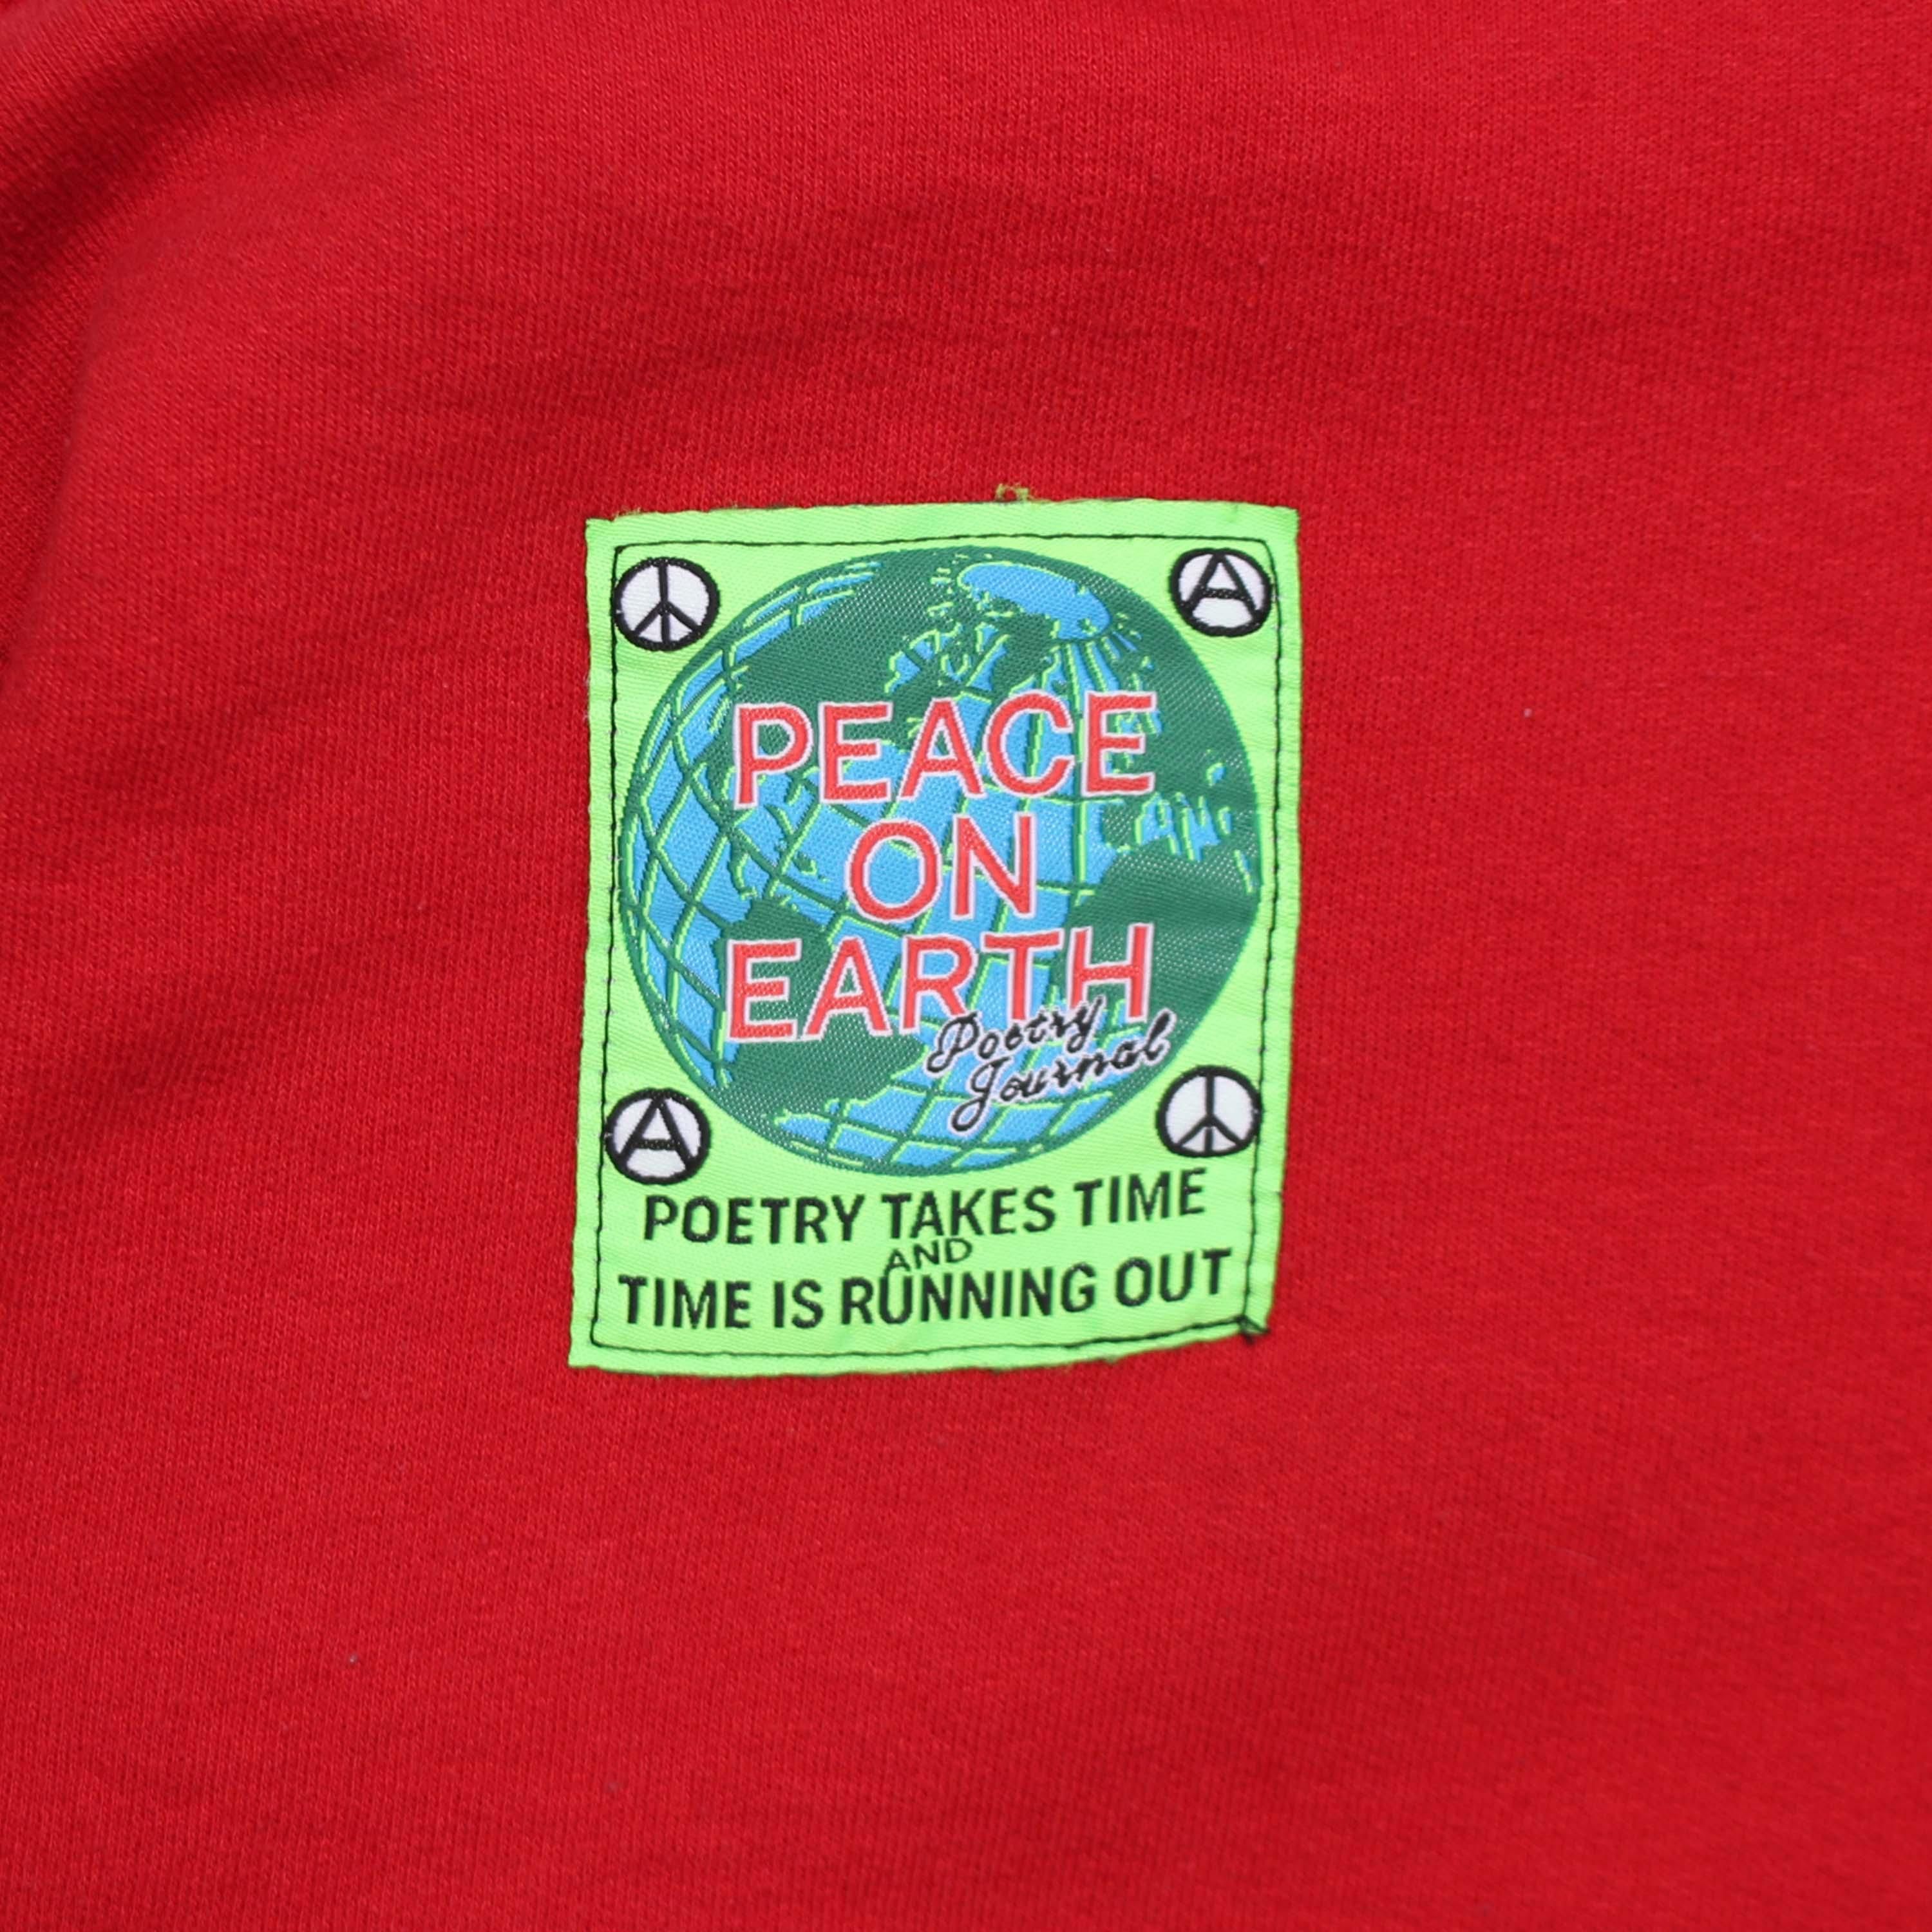 PEACE
ON
EARTH
Poetry
Journal
POETRY TAKES TIME
AND
TIME IS RUNNING OUT